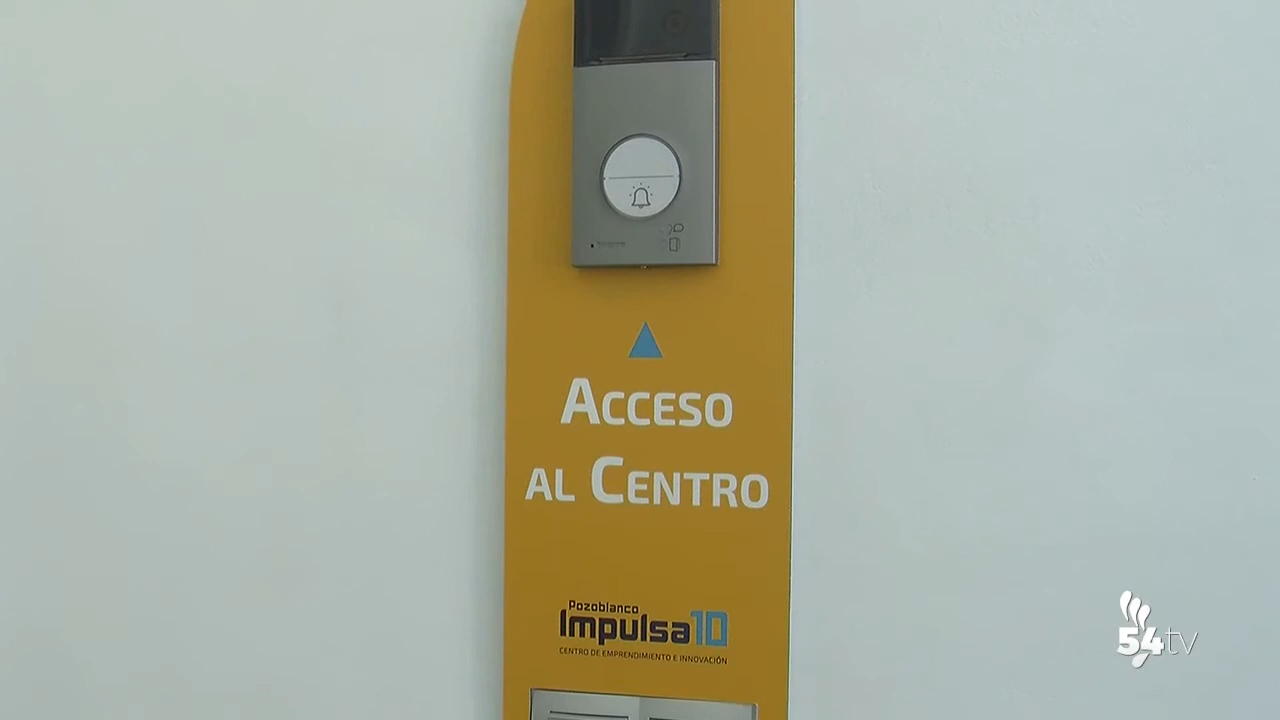 Acceso
al Centro
Pozoblanco
Impulsa10
CENTRO DE EMPRENDIMIENTO E INNOVACIÓN
54tv